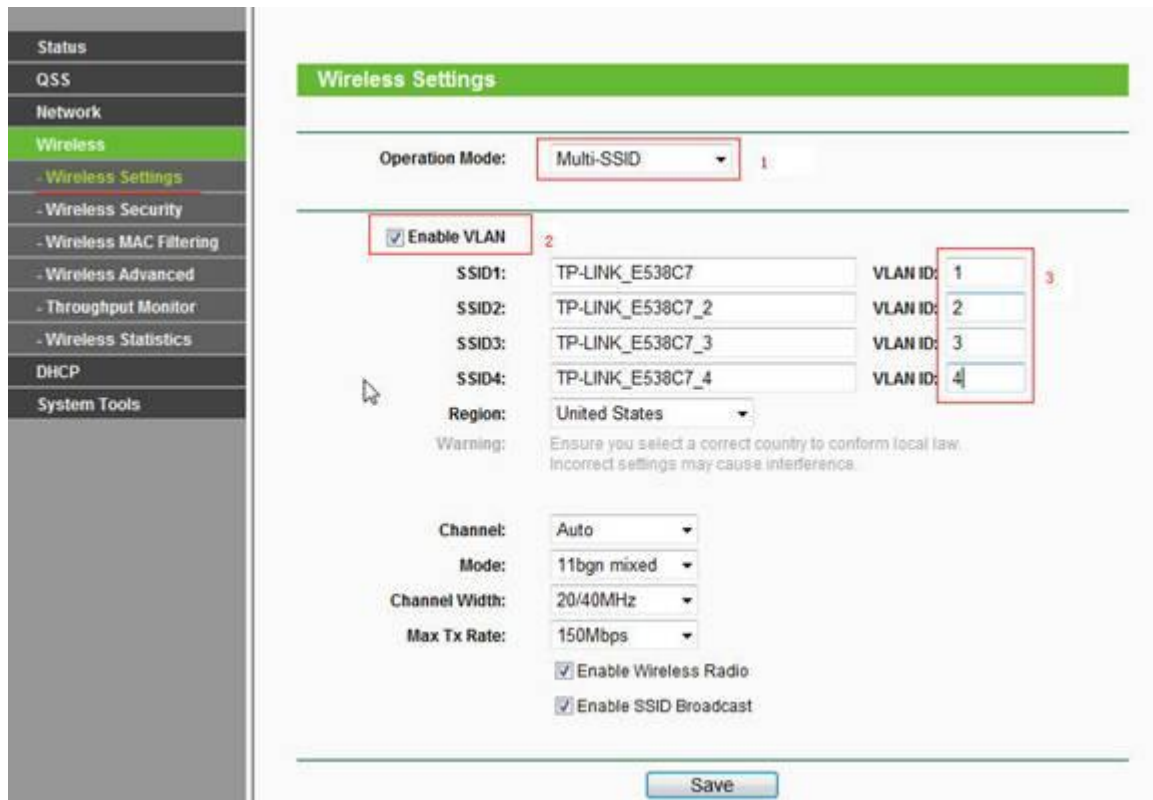 Status
QSS
Network
Wireless
- Wireless Settings
- Wireless Security
- Wireless MAC Filtering
- Wireless Advanced
- Throughput Monitor
- Wireless Statistics
DHCP
System Tools
Wireless Settings
Operation Mode: Multi-SSID 1
Enable VLAN 2
SSID1: TP-LINK_E538C7 VLAN ID: 1 3
SSID2: TP-LINK_E538C7_2 VLAN ID: 2
SSID3: TP-LINK_E538C7_3 VLAN ID: 3
SSID4: TP-LINK_E538C7_4 VLAN ID: 4
Region: United States
Warning: Ensure you select a correct country to conform local law.
Incorrect settings may cause interference.
Channel: Auto
Mode: 11bgn mixed
Channel Width: 20/40MHz
Max Tx Rate: 150Mbps
Enable Wireless Radio
Enable SSID Broadcast
Save